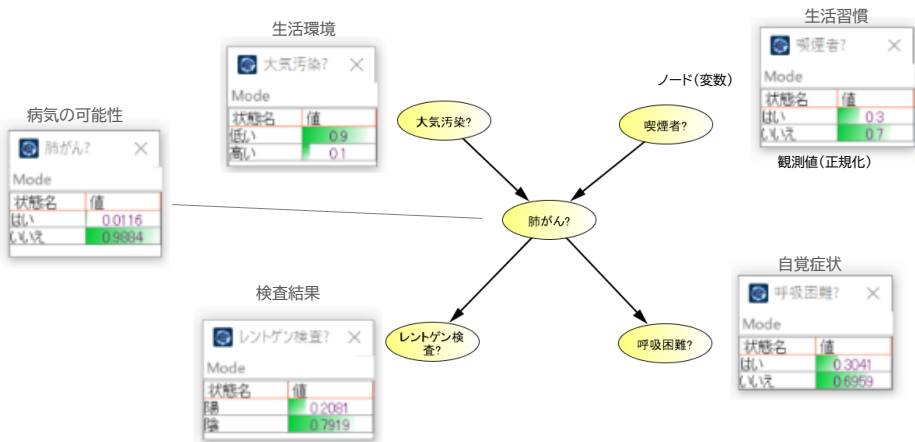 生活環境
大気汚染?
Mode
状態名 値
低い 0.9
高い 0.1
生活習慣
喫煙者?
Mode
状態名 値
はい 0.3
いいえ 0.7
観測値(正規化)
ノード(変数)
病気の可能性
肺がん?
Mode
状態名 値
はい 0.0116
いいえ 0.9884
大気汚染?
喫煙者?
肺がん?
レントゲン検
査?
呼吸困難?
検査結果
レントゲン検査?
Mode
状態名 値
陽 0.2081
陰 0.7919
自覚症状
呼吸困難?
Mode
状態名 値
はい 0.3041
いいえ 0.6959